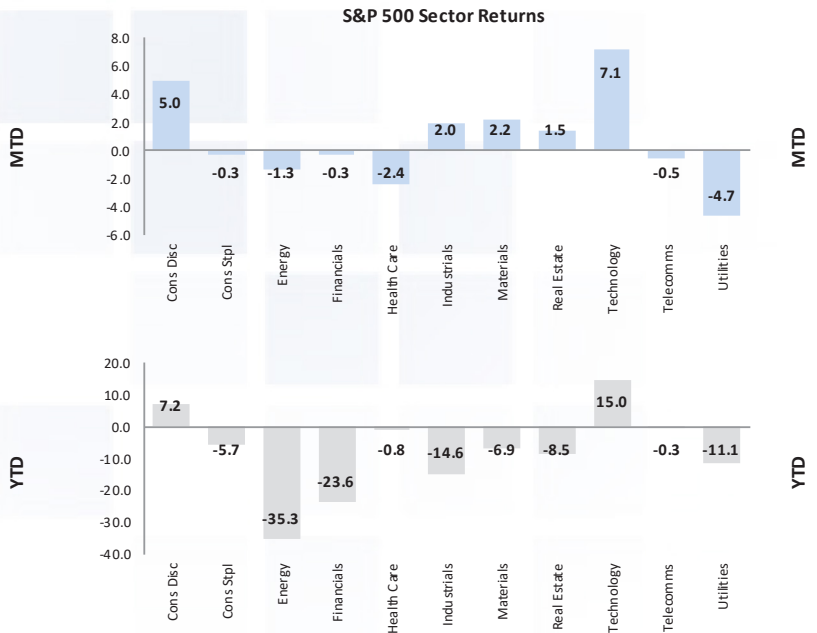 S&P 500 Sector Returns
MTD
MTD
8.0
6.0
4.0
2.0
0.0
-2.0
-4.0
-6.0
5.0
-0.3
-1.3
-0.3
-2.4
2.0
2.2
1.5
7.1
-0.5
-4.7
Cons Disc
Cons Stpl
Energy
Financials
Health Care
Industrials
Materials
Real Estate
Technology
Telecomms
Utilities
YTD
YTD
20.0
10.0
0.0
-10.0
-20.0
-30.0
-40.0
7.2
-5.7
-35.3
-23.6
-0.8
-14.6
-6.9
-8.5
15.0
-0.3
-11.1
Cons Disc
Cons Stpl
Energy
Financials
Health Care
Industrials
Materials
Real Estate
Technology
Telecomms
Utilities